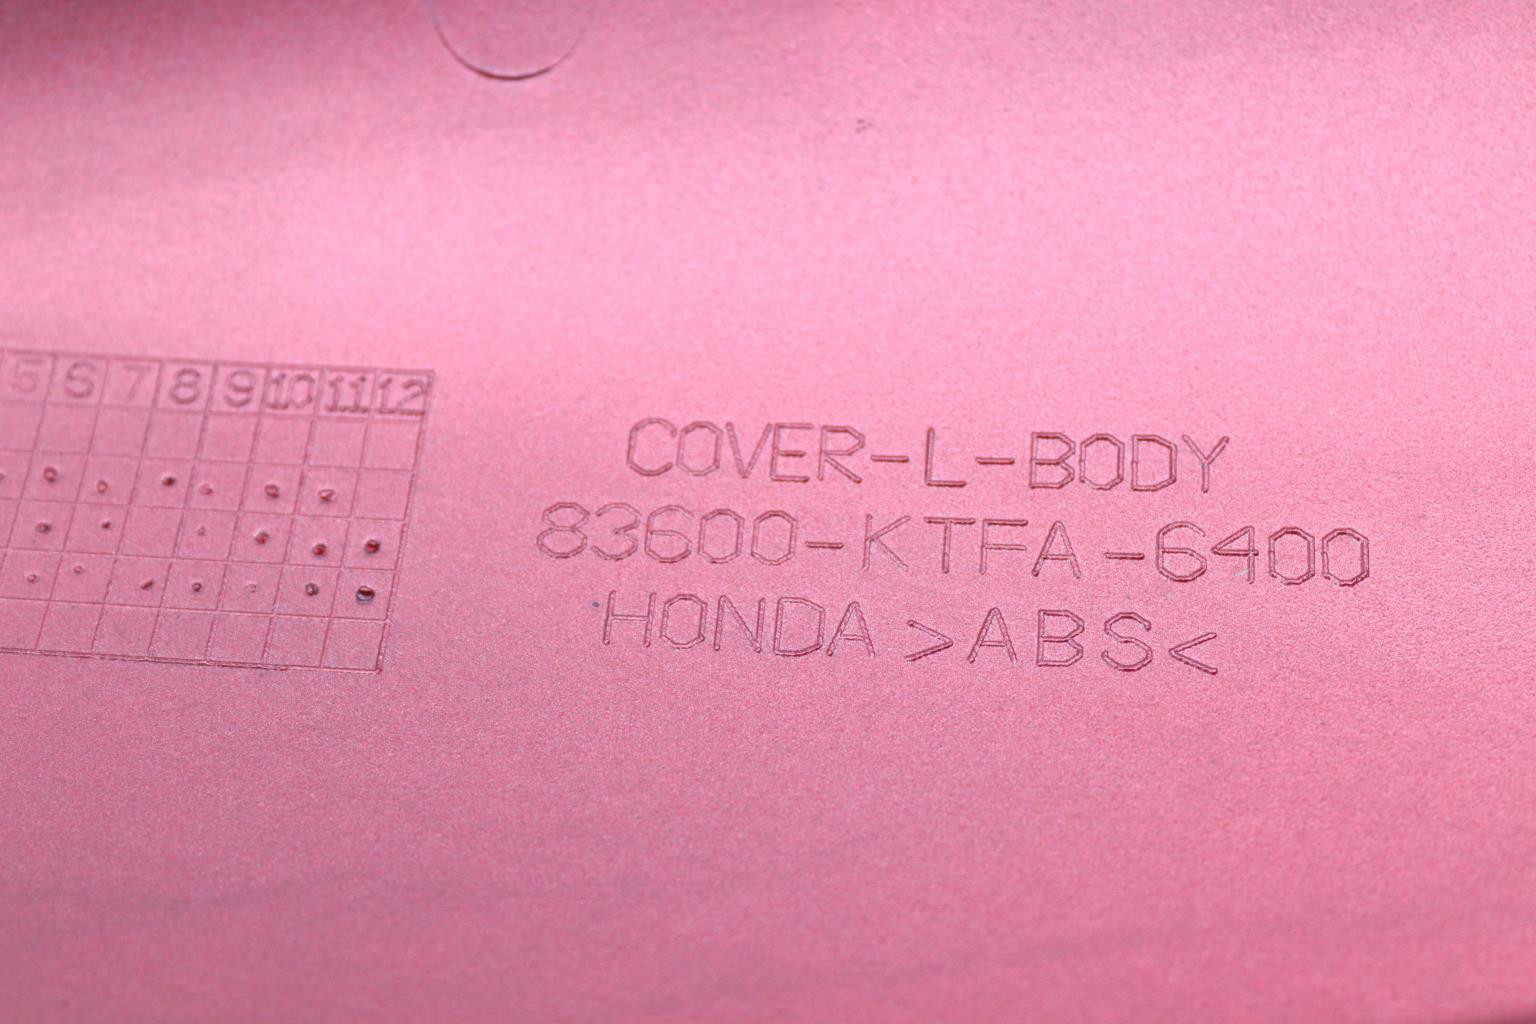 5 6 7 8 9 10 11 12
COVER-L-BODY
83600-KTFA-6400
HONDA >ABS<